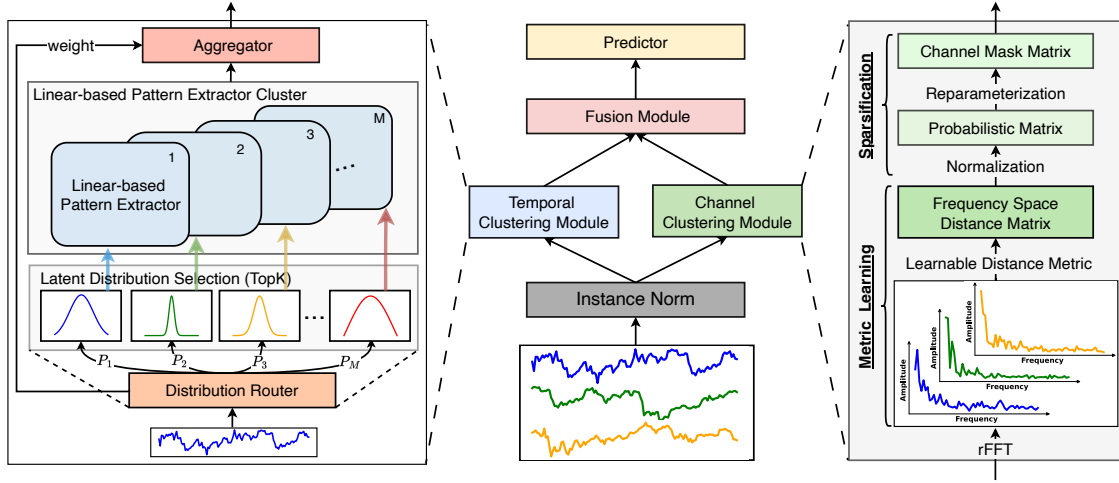 Aggregator
weight
Linear-based Pattern Extractor Cluster
M
3
2
1
...
Linear-based
Pattern Extractor
Latent Distribution Selection (TopK)
...
P1
P2
P3
PM
Distribution Router
Predictor
Fusion Module
Temporal
Clustering Module
Channel
Clustering Module
Instance Norm
Sparsification
Channel Mask Matrix
Reparameterization
Probabilistic Matrix
Normalization
Metric Learning
Frequency Space
Distance Matrix
Learnable Distance Metric
Amplitude
Frequency
Amplitude
Frequency
Amplitude
Frequency
rFFT